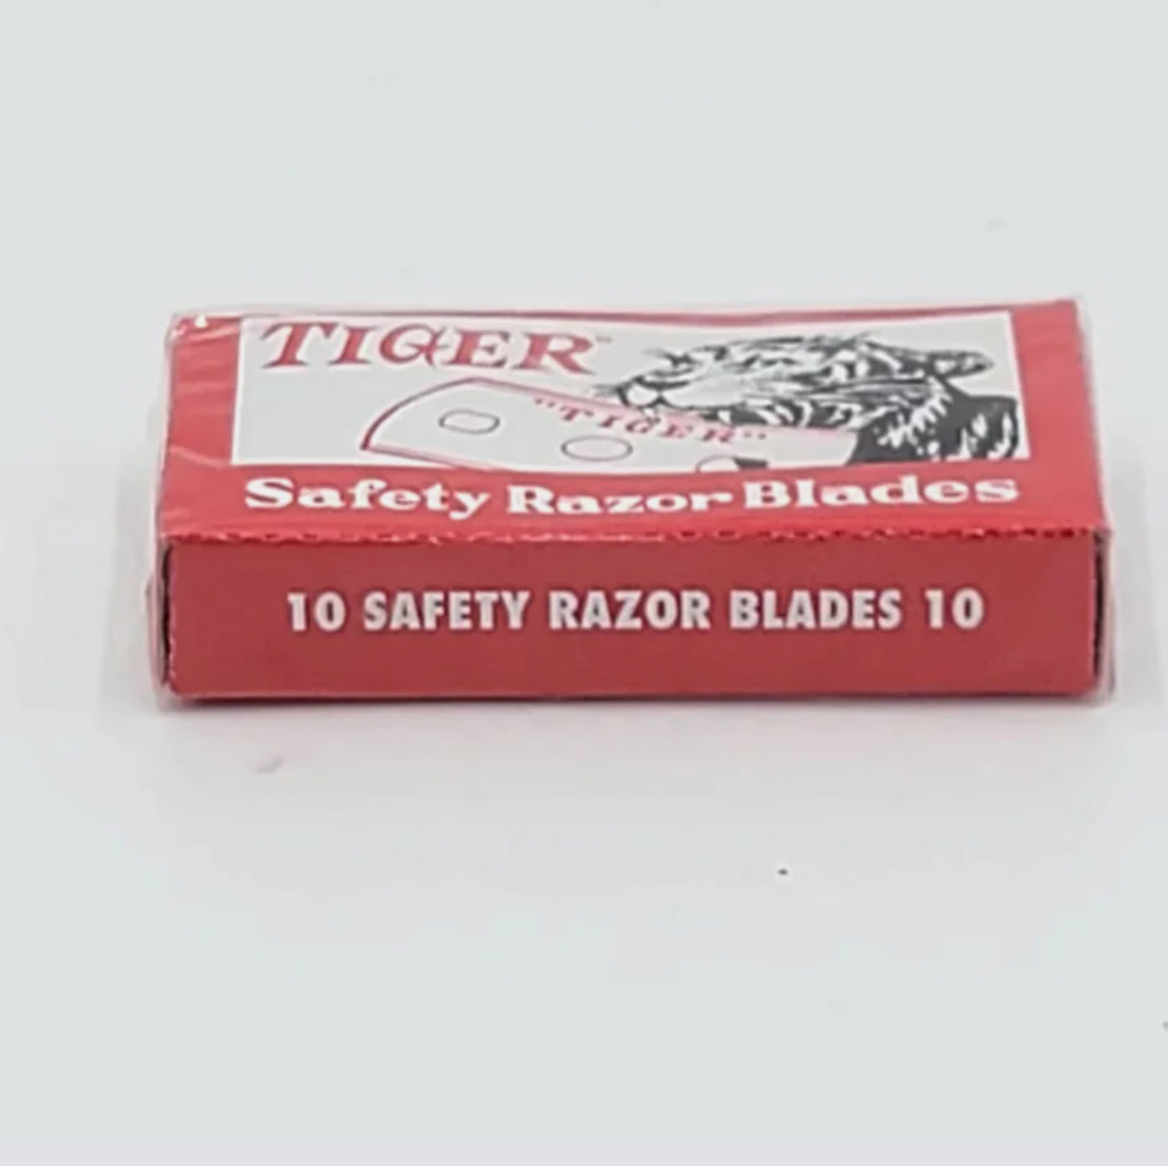 TIGER
"TIGER"
Safety Razor Blades
10 SAFETY RAZOR BLADES 10